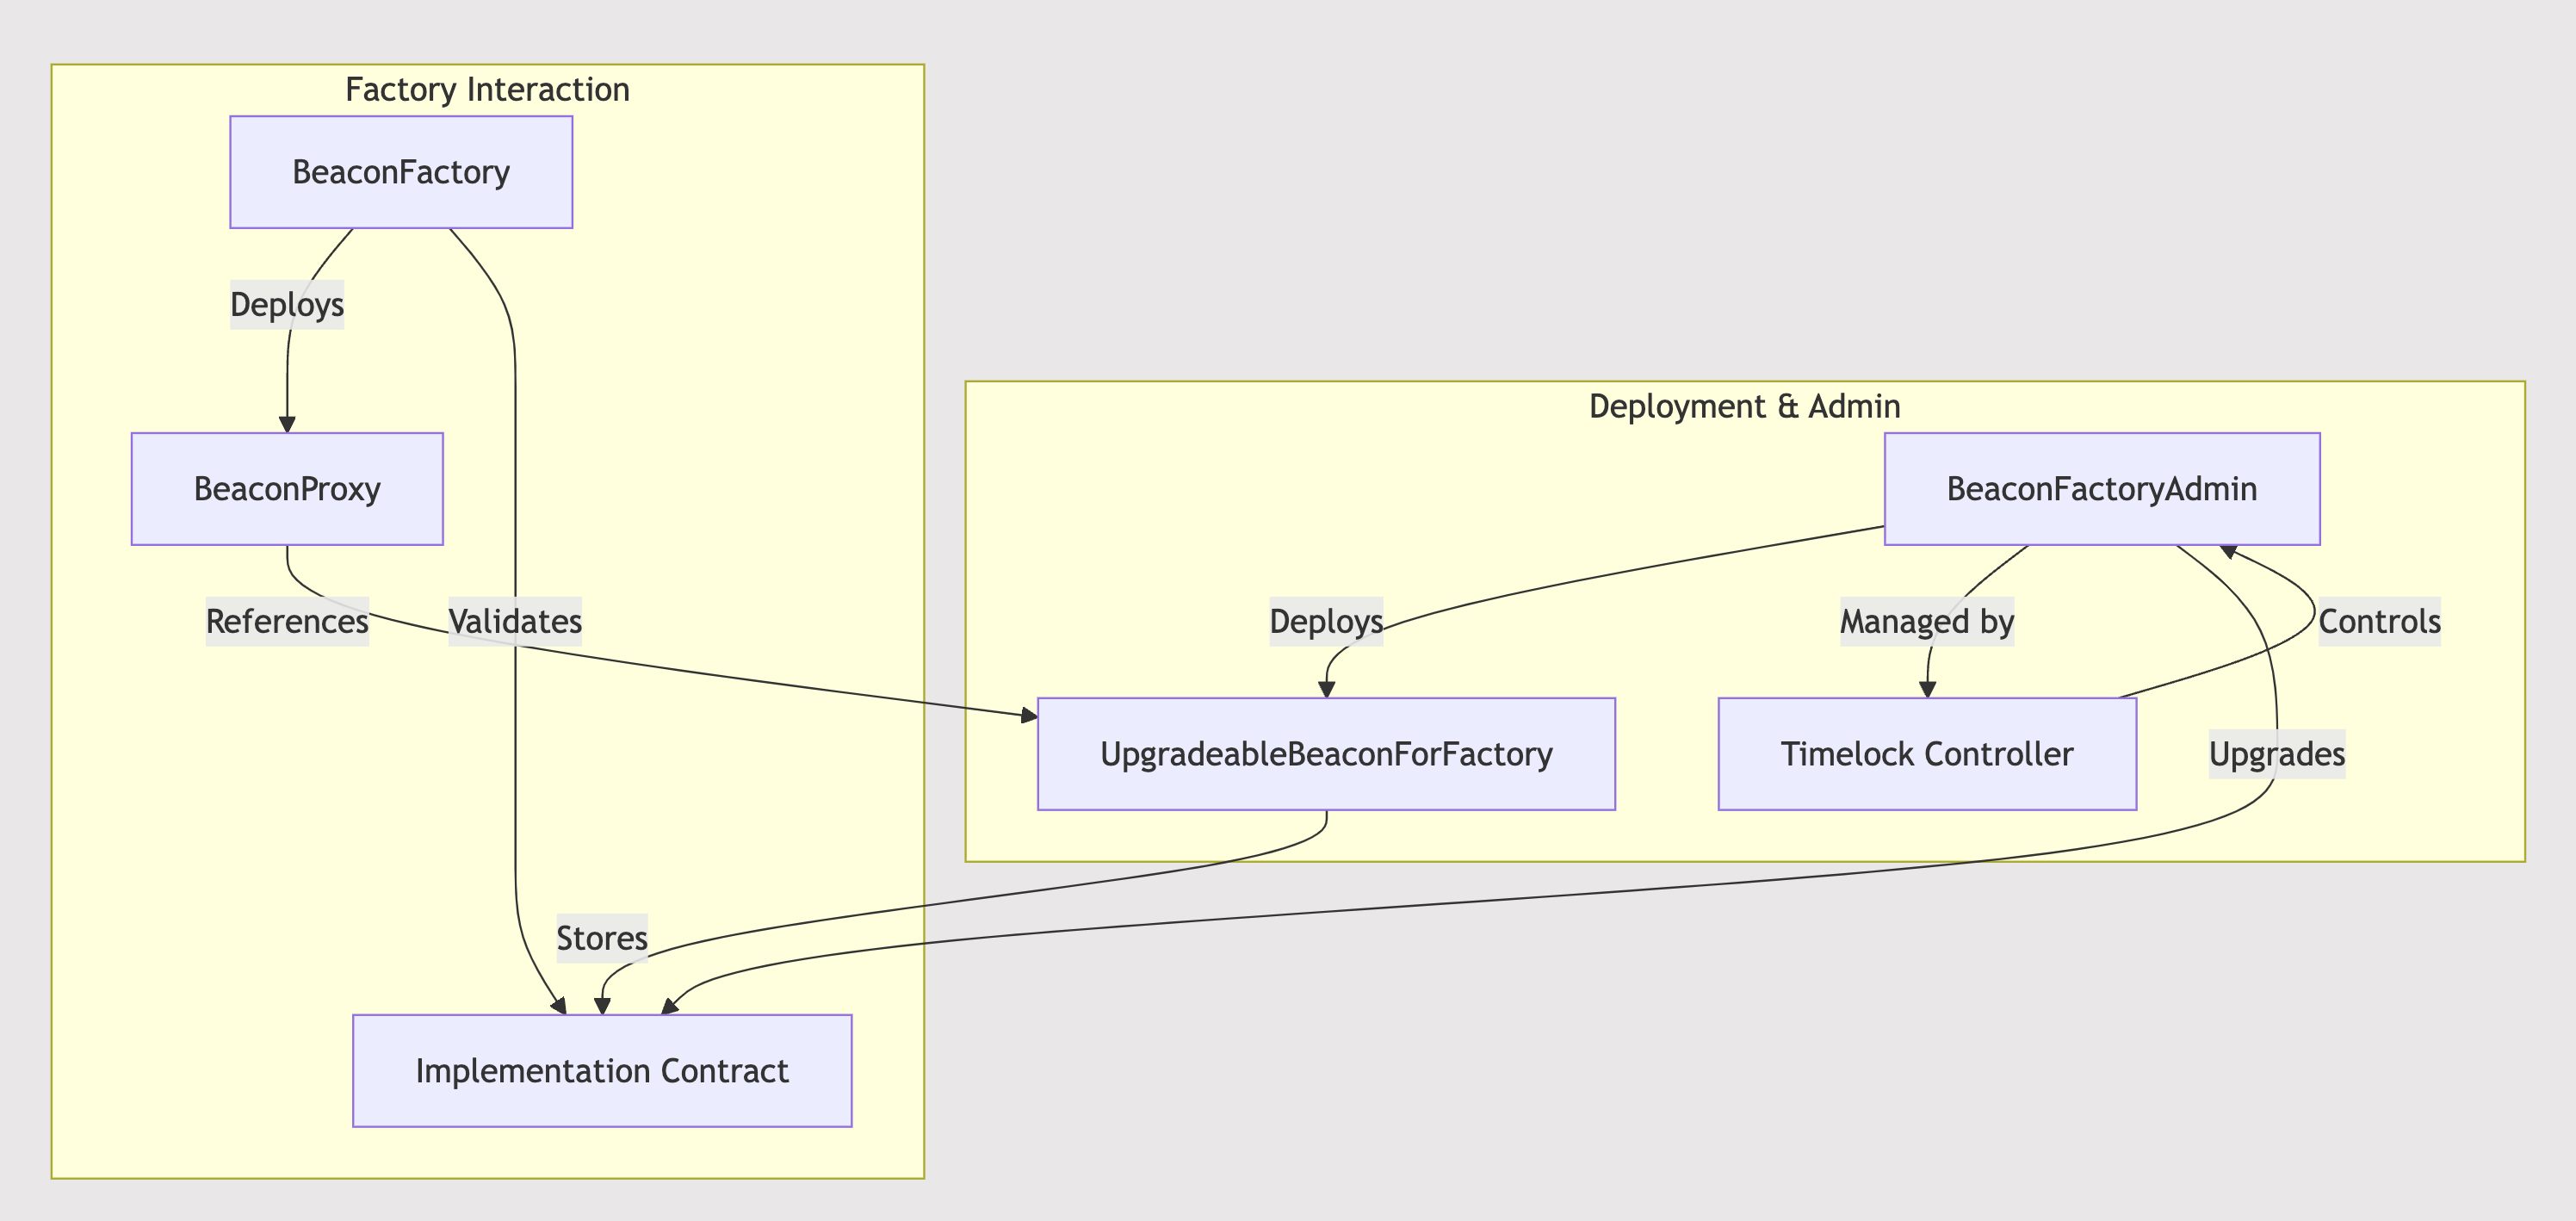 Factory Interaction
BeaconFactory
Deploys
BeaconProxy
References
Validates
Stores
Implementation Contract
Deployment & Admin
BeaconFactoryAdmin
Deploys
Managed by
Controls
UpgradeableBeaconForFactory
Timelock Controller
Upgrades